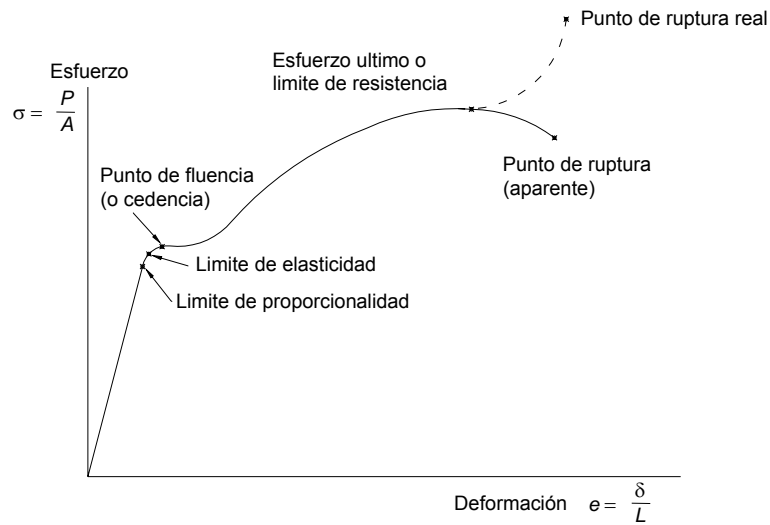 Punto de ruptura real
Esfuerzo ultimo o
limite de resistencia
Esfuerzo
σ = P/A
Punto de fluencia
(o cedencia)
Punto de ruptura
(aparente)
Limite de elasticidad
Limite de proporcionalidad
Deformación e = δ/L